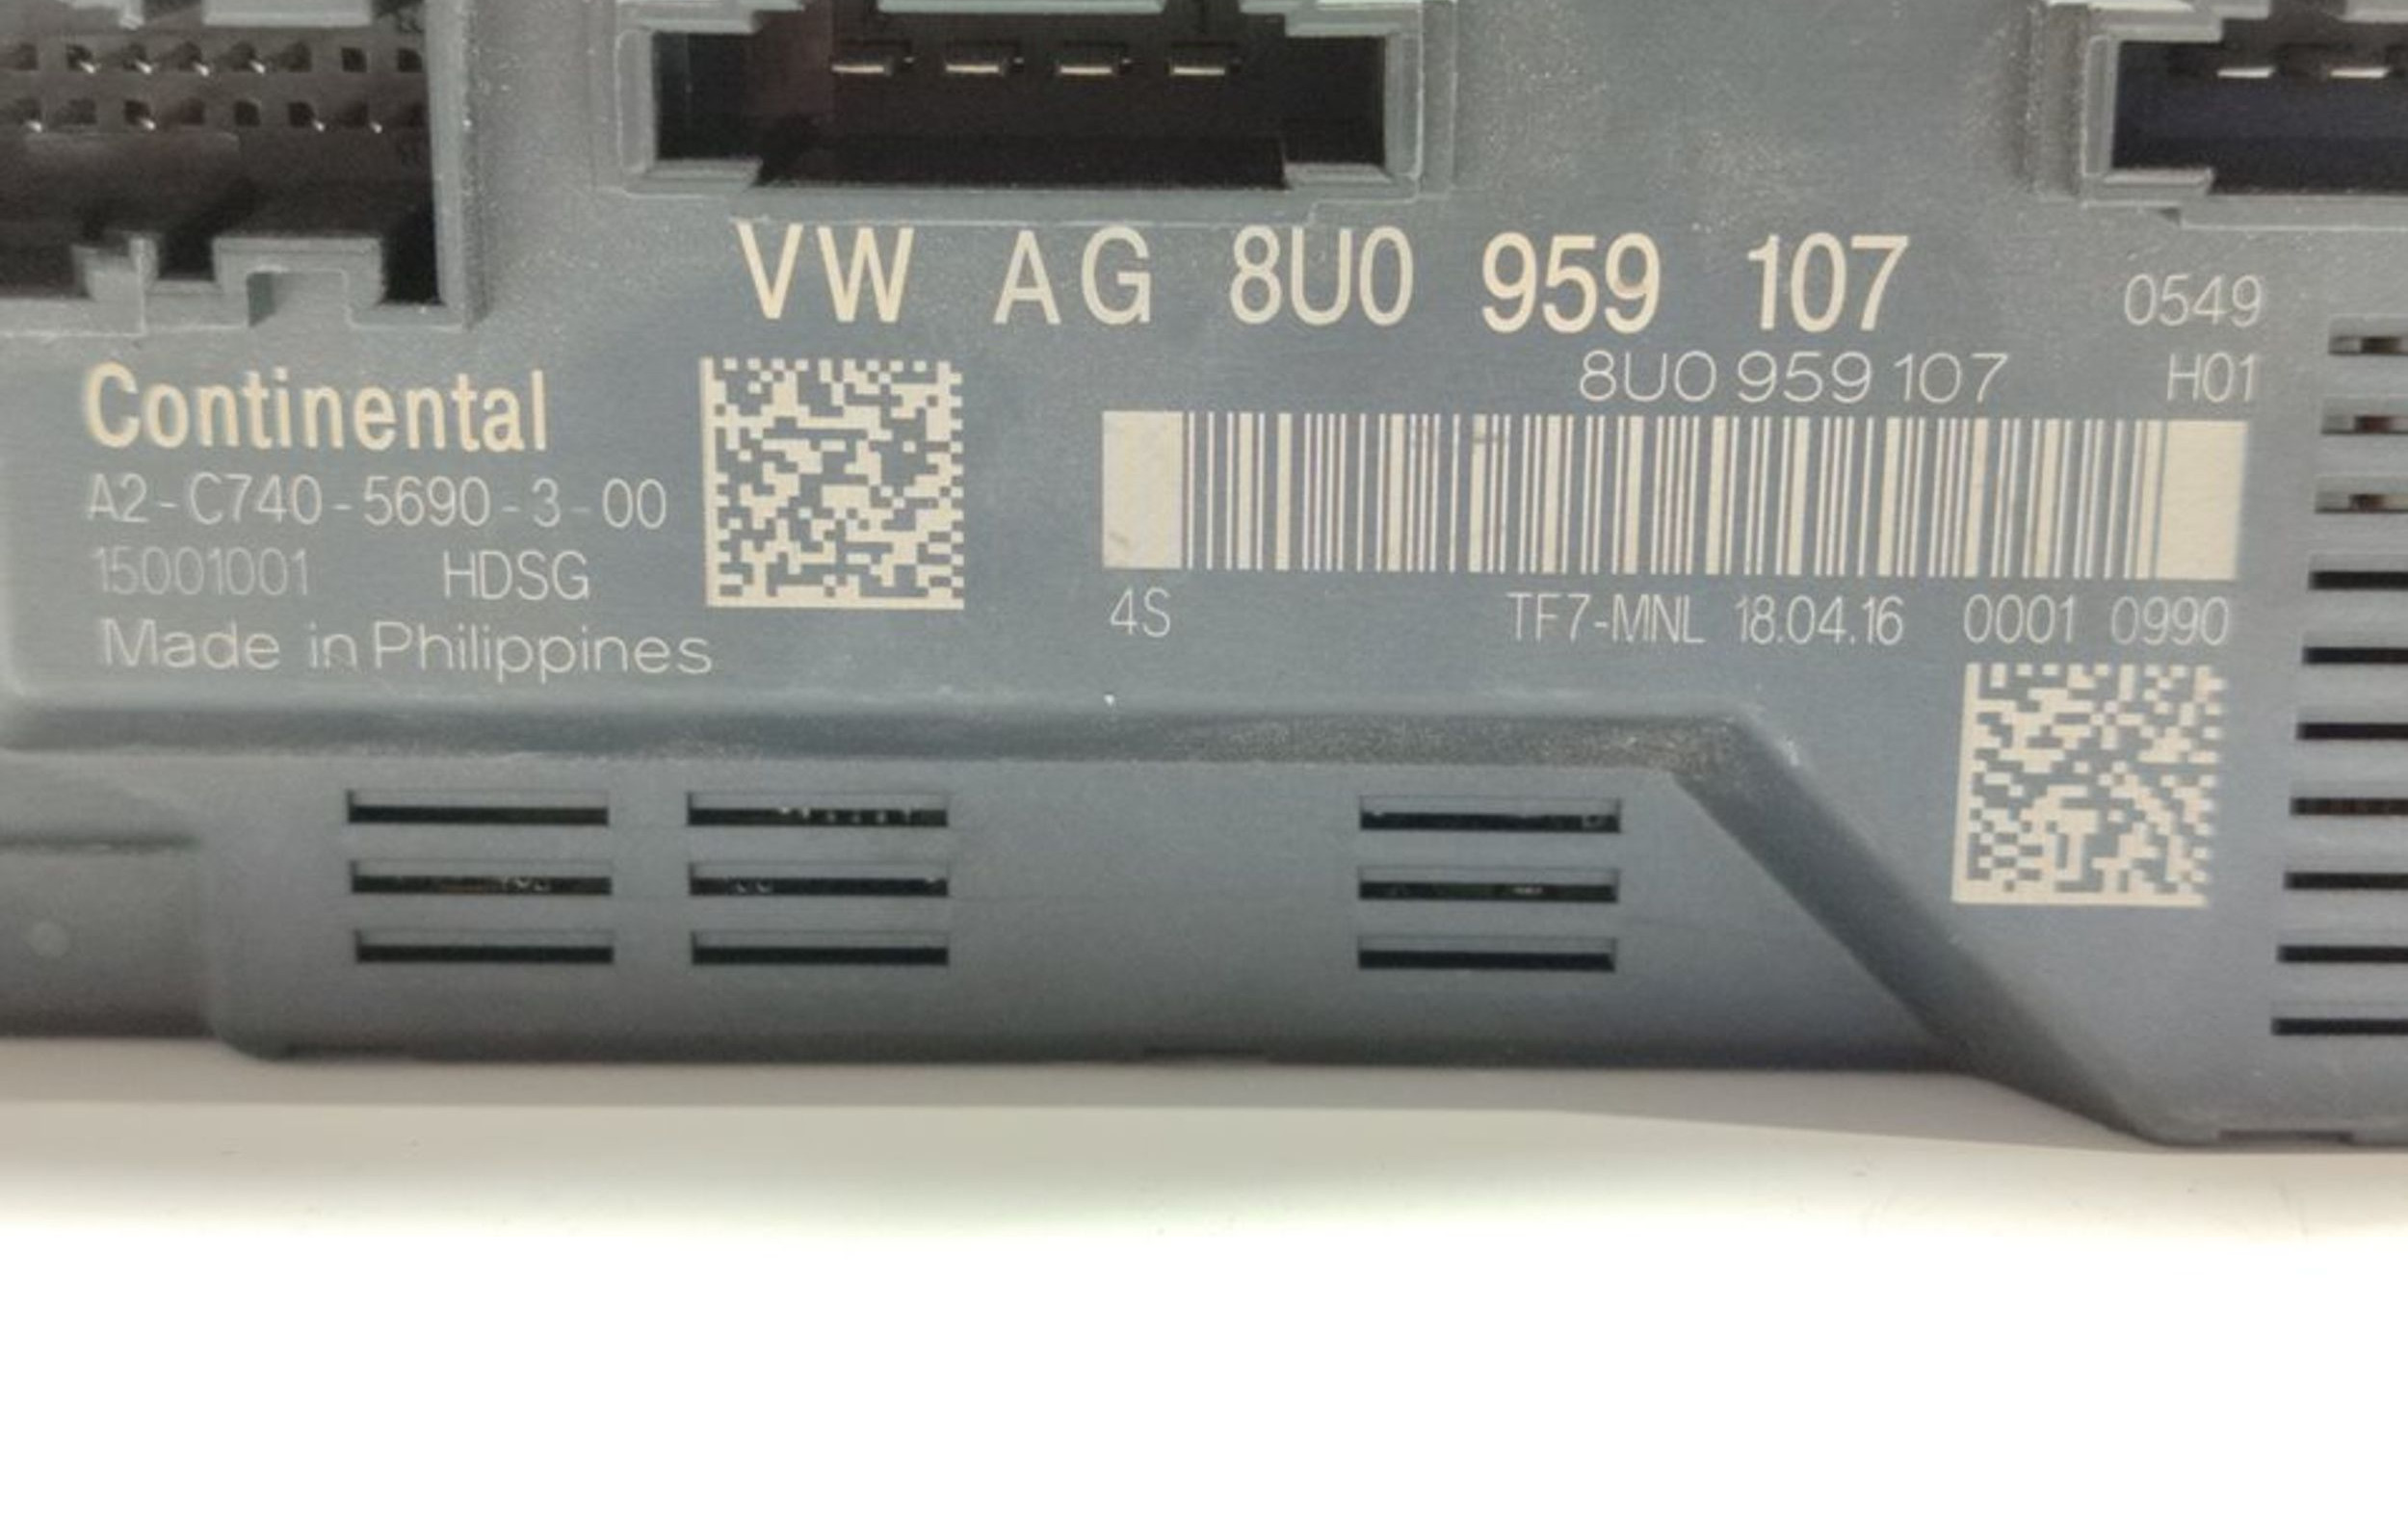 VW AG 8U0 959 107
0549
8U0 959 107 H01
Continental
A2-C740-5690-3-00
15001001 HDSG
Made in Philippines
4S TF7-MNL 18.04.16 0001 0990